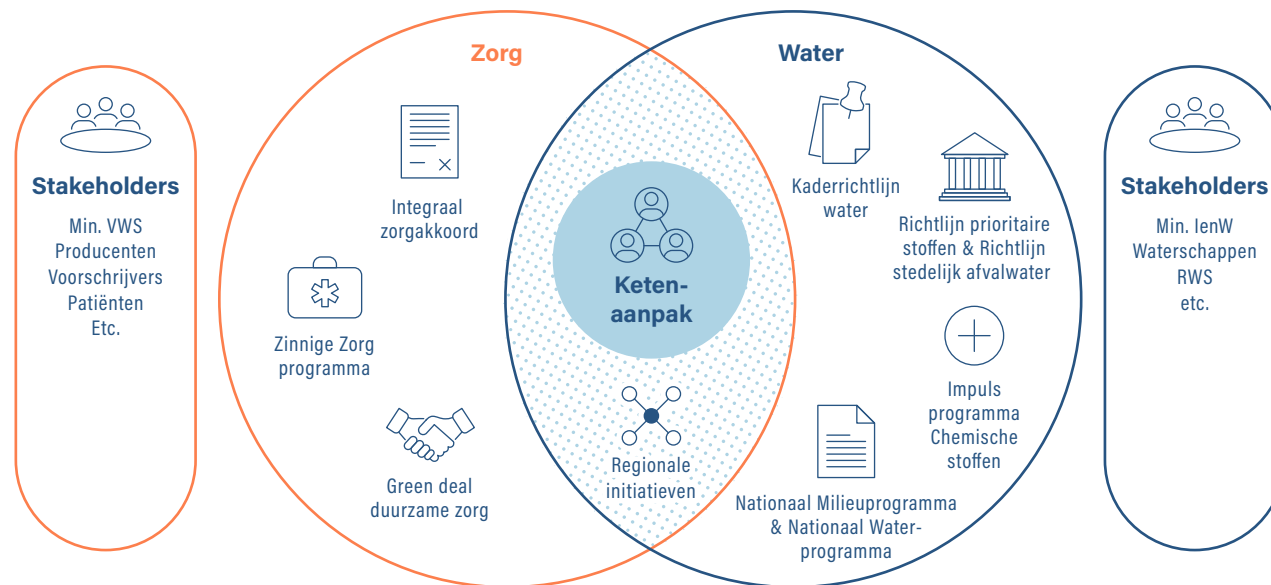 Zorg
Water
Stakeholders
Min. VWS
Producenten
Voorschrijvers
Patiënten
Etc.
Integraal
zorgakkoord
Zinnige Zorg
programma
Green deal
duurzame zorg
Keten-
aanpak
Regionale
initiatieven
Kaderrichtlijn
water
Richtlijn prioritaire
stoffen & Richtlijn
stedelijk afvalwater
Impuls
programma
Chemische
stoffen
Nationaal Milieuprogramma
& Nationaal Water-
programma
Stakeholders
Min. IenW
Waterschappen
RWS
etc.